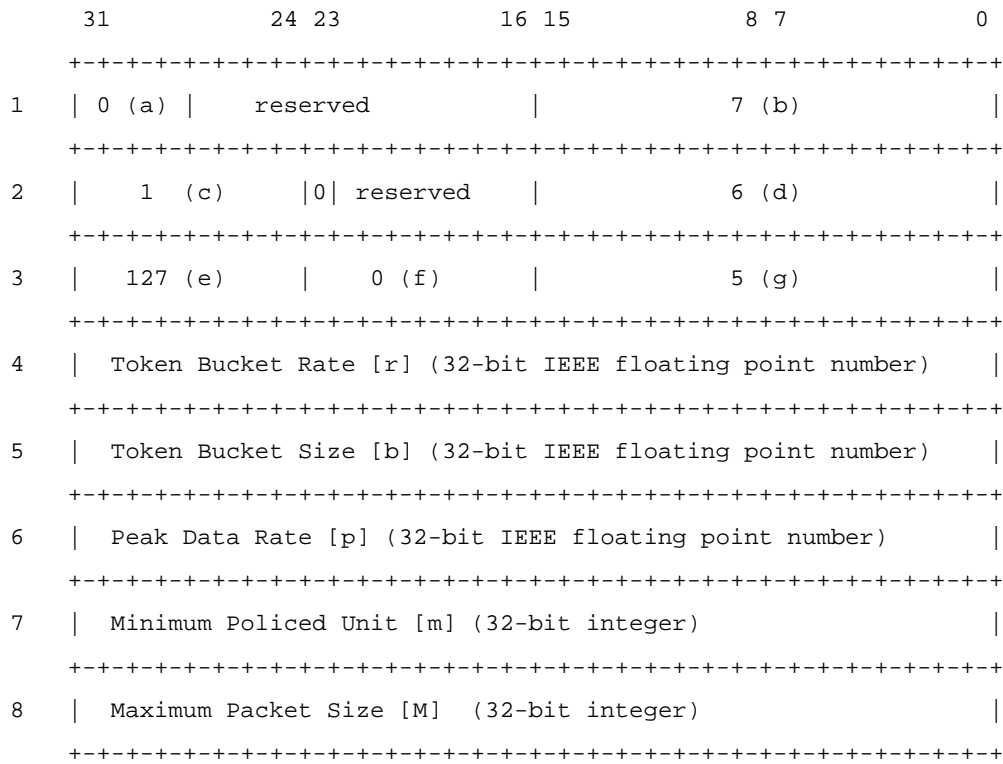 31 24 23 16 15 8 7 0
+-+-+-+-+-+-+-+-+-+-+-+-+-+-+-+-+-+-+-+-+-+-+-+-+-+-+-+-+-+-+-+-+
1 | 0 (a) | reserved | 7 (b) |
+-+-+-+-+-+-+-+-+-+-+-+-+-+-+-+-+-+-+-+-+-+-+-+-+-+-+-+-+-+-+-+-+
2 | 1 (c) |0| reserved | 6 (d) |
+-+-+-+-+-+-+-+-+-+-+-+-+-+-+-+-+-+-+-+-+-+-+-+-+-+-+-+-+-+-+-+-+
3 | 127 (e) | 0 (f) | 5 (g) |
+-+-+-+-+-+-+-+-+-+-+-+-+-+-+-+-+-+-+-+-+-+-+-+-+-+-+-+-+-+-+-+-+
4 | Token Bucket Rate [r] (32-bit IEEE floating point number) |
+-+-+-+-+-+-+-+-+-+-+-+-+-+-+-+-+-+-+-+-+-+-+-+-+-+-+-+-+-+-+-+-+
5 | Token Bucket Size [b] (32-bit IEEE floating point number) |
+-+-+-+-+-+-+-+-+-+-+-+-+-+-+-+-+-+-+-+-+-+-+-+-+-+-+-+-+-+-+-+-+
6 | Peak Data Rate [p] (32-bit IEEE floating point number) |
+-+-+-+-+-+-+-+-+-+-+-+-+-+-+-+-+-+-+-+-+-+-+-+-+-+-+-+-+-+-+-+-+
7 | Minimum Policed Unit [m] (32-bit integer) |
+-+-+-+-+-+-+-+-+-+-+-+-+-+-+-+-+-+-+-+-+-+-+-+-+-+-+-+-+-+-+-+-+
8 | Maximum Packet Size [M] (32-bit integer) |
+-+-+-+-+-+-+-+-+-+-+-+-+-+-+-+-+-+-+-+-+-+-+-+-+-+-+-+-+-+-+-+-+